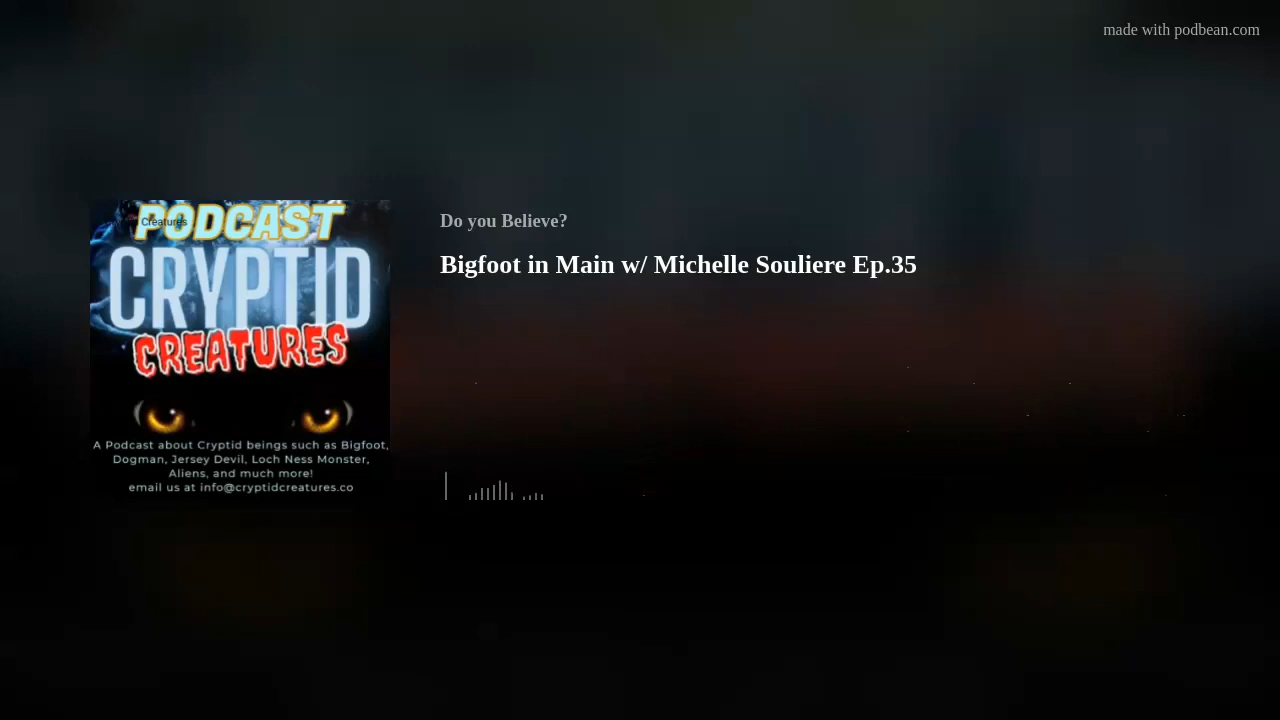 made with podbean.com
PODCAST
Creatures
CRYPTID
CREATURES
A Podcast about Cryptid beings such as Bigfoot,
Dogman, Jersey Devil, Loch Ness Monster,
Aliens, and much more!
email us at info@cryptidcreatures.co
Do you Believe?
Bigfoot in Main w/ Michelle Souliere Ep.35